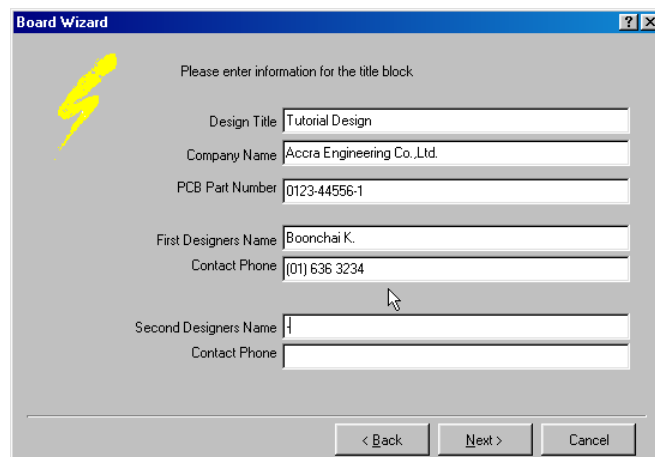 Board Wizard
Please enter information for the title block
Design Title Tutorial Design
Company Name Accra Engineering Co.,Ltd.
PCB Part Number 0123-44556-1
First Designers Name Boonchai K.
Contact Phone (01) 636 3234
Second Designers Name -
Contact Phone
< Back Next > Cancel